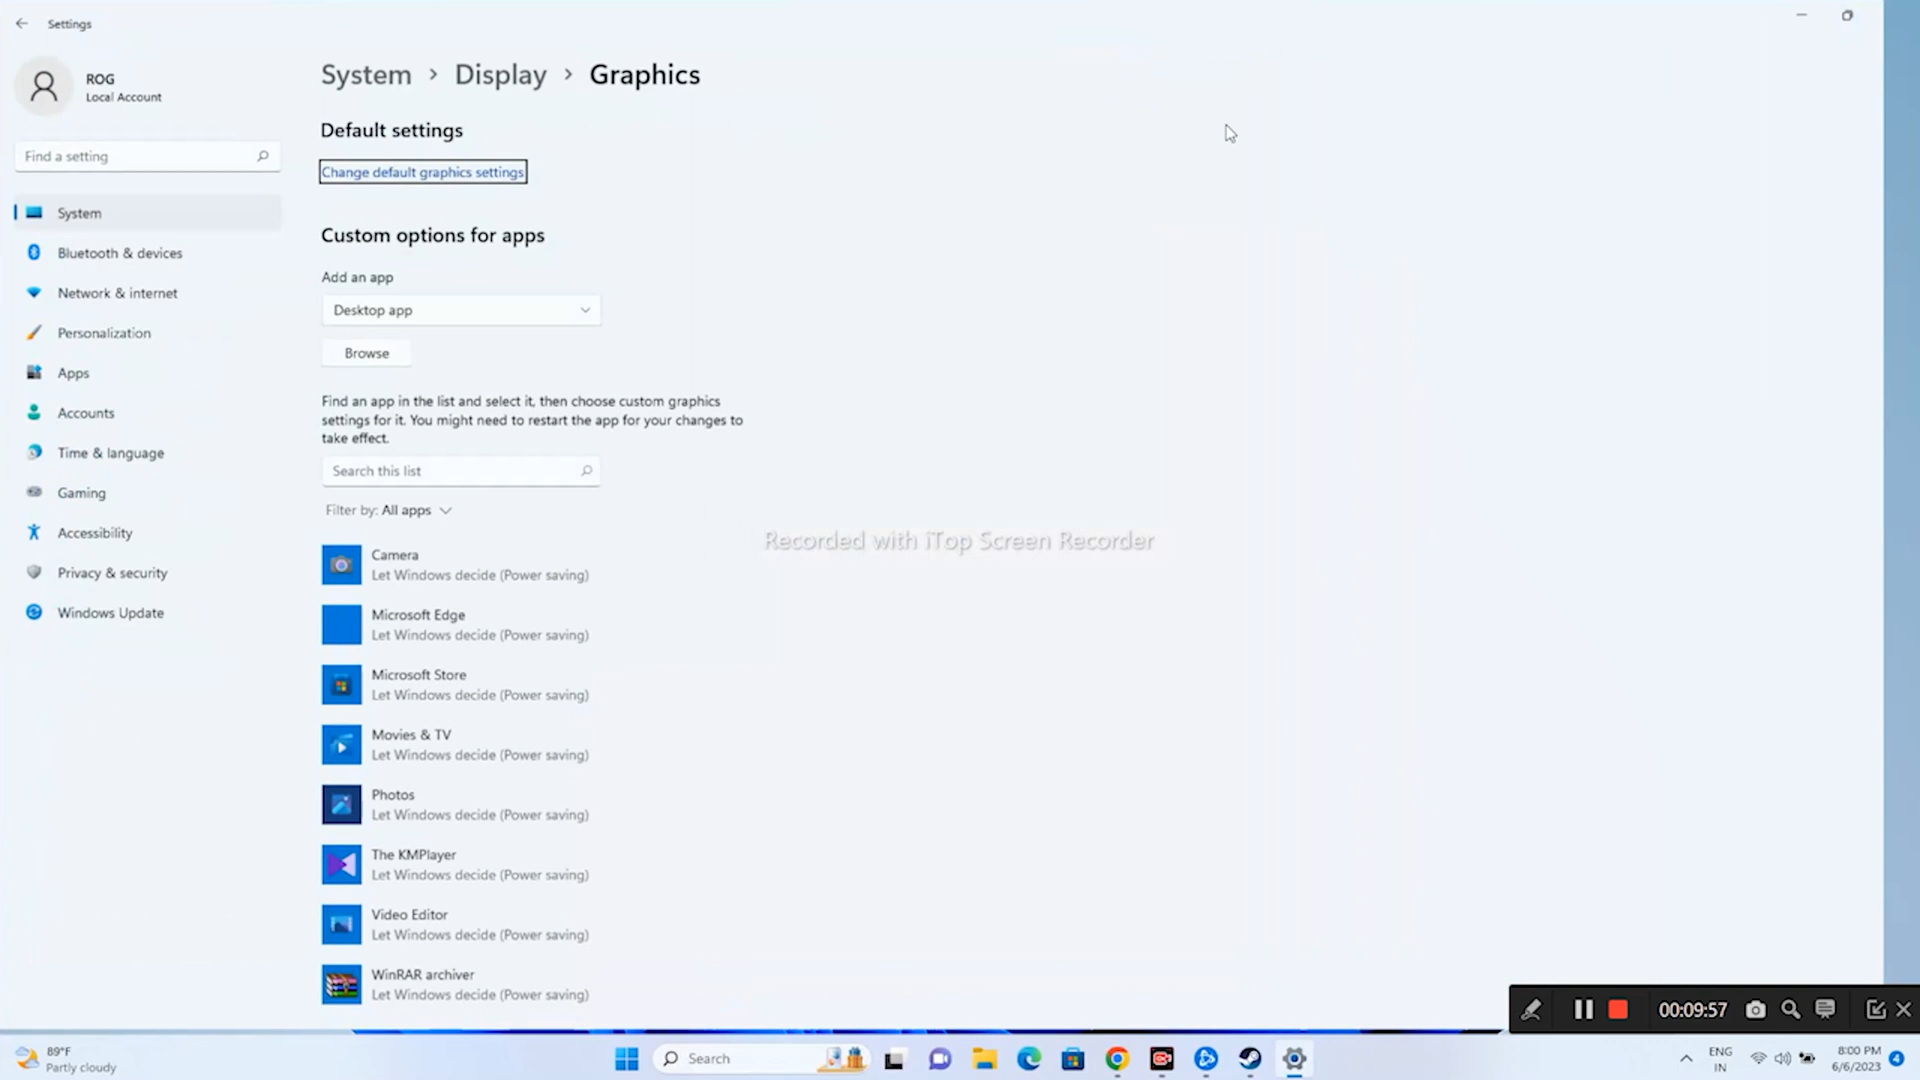 Settings
ROG
Local Account
Find a setting
System
Bluetooth & devices
Network & internet
Personalization
Apps
Accounts
Time & language
Gaming
Accessibility
Privacy & security
Windows Update
System > Display > Graphics
Default settings
Change default graphics settings
Custom options for apps
Add an app
Desktop app
Browse
Find an app in the list and select it, then choose custom graphics
settings for it. You might need to restart the app for your changes to
take effect.
Search this list
Filter by: All apps
Camera
Let Windows decide (Power saving)
Microsoft Edge
Let Windows decide (Power saving)
Microsoft Store
Let Windows decide (Power saving)
Movies & TV
Let Windows decide (Power saving)
Photos
Let Windows decide (Power saving)
The KMPlayer
Let Windows decide (Power saving)
Video Editor
Let Windows decide (Power saving)
WinRAR archiver
Let Windows decide (Power saving)
Recorded with iTop Screen Recorder
00:09:57
89°F
Partly cloudy
Search
ENG
IN
8:00 PM
6/6/2023
4